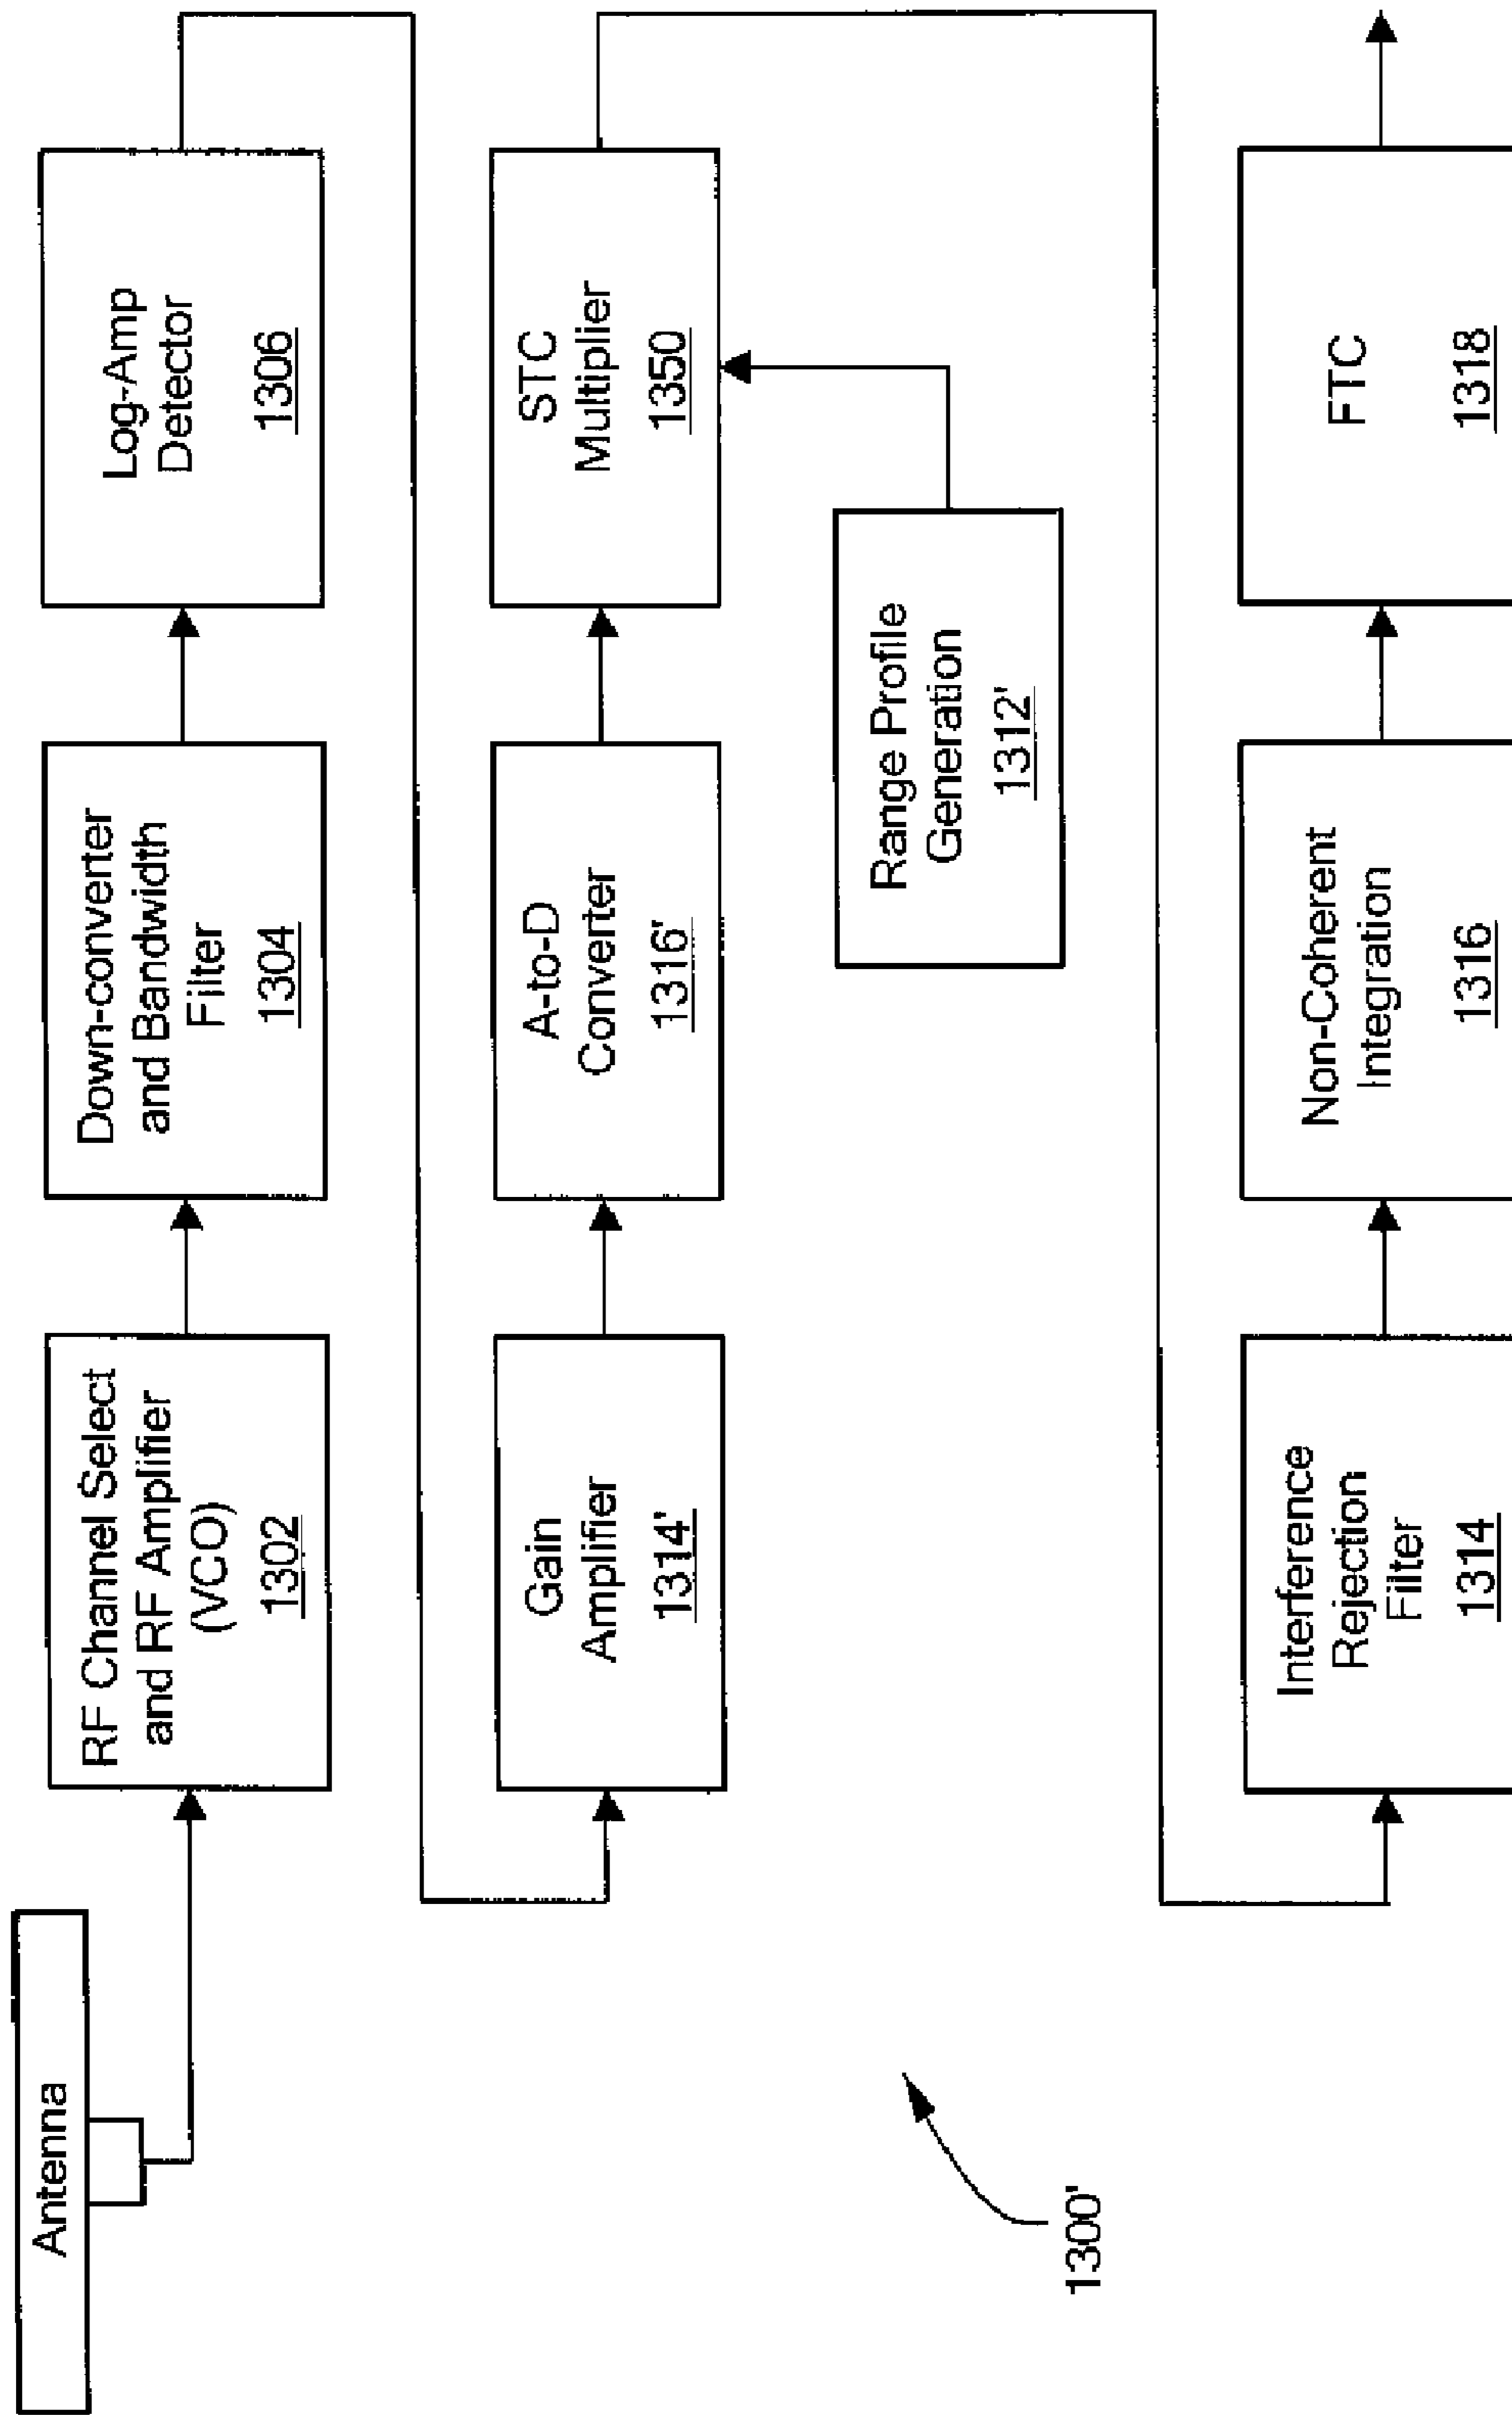 Antenna
RF Channel Select
and RF Amplifier
(VCO)
1302
Down-converter
and Bandwidth
Filter
1304
Log-Amp
Detector
1306
Gain
Amplifier
1314'
A-to-D
Converter
1316'
STC
Multiplier
1350
Range Profile
Generation
1312'
1300'
Interference
Rejection
Filter
1314
Non-Coherent
Integration
1316
FTC
1318